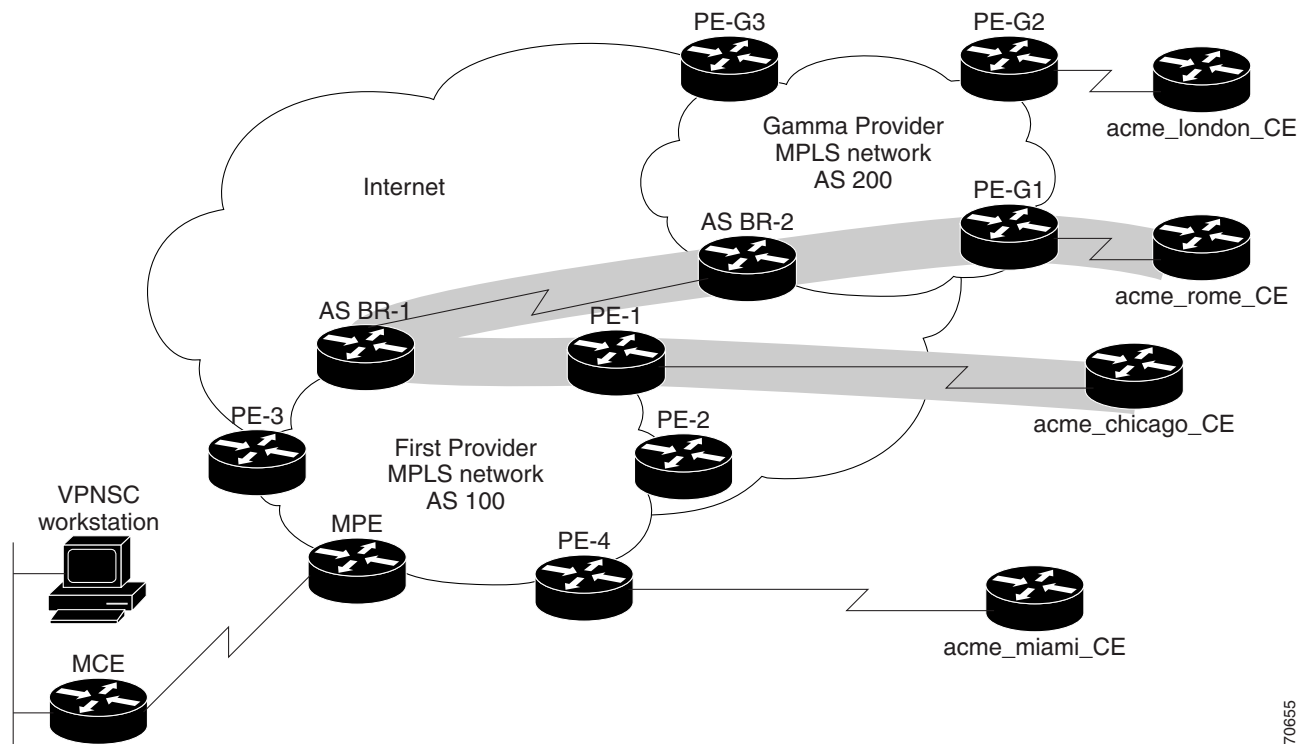 PE-G3
PE-G2
acme_london_CE
Gamma Provider
MPLS network
AS 200
Internet
PE-G1
AS BR-2
acme_rome_CE
AS BR-1
PE-1
acme_chicago_CE
PE-3
PE-2
First Provider
MPLS network
AS 100
VPNSC
workstation
MPE
PE-4
acme_miami_CE
MCE
70655